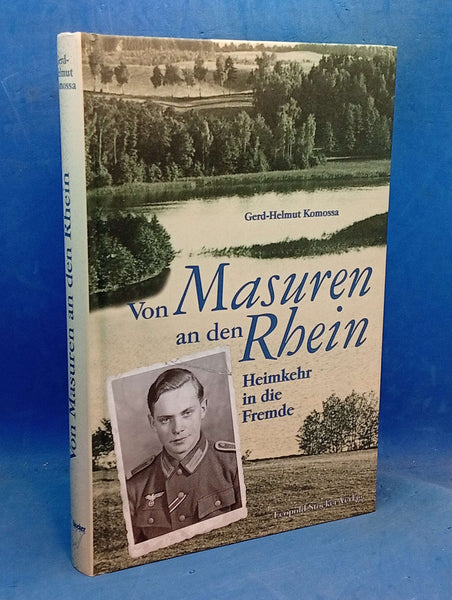 Gerd-
Helmut
Komossa
Von Masuren an den Rhein
Stocker
Gerd-Helmut Komossa
Von Masuren
an den Rhein
Heimkehr
in die
Fremde
Leopold Stocker Verlag